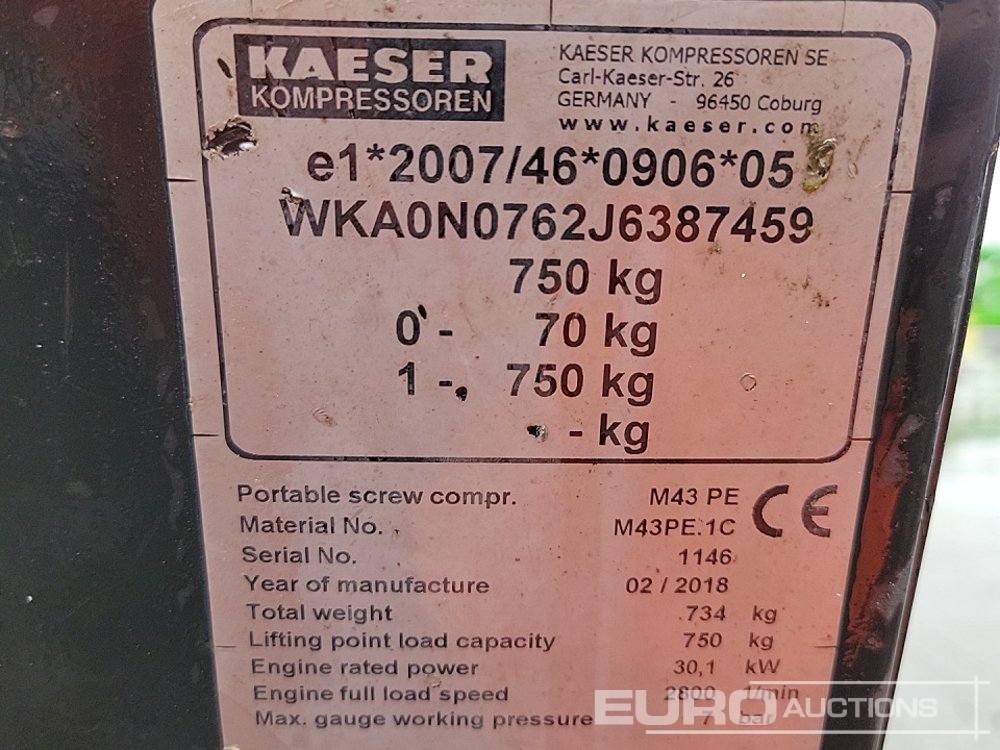 KAESER
KOMPRESSOREN
KAESER KOMPRESSOREN SE
Carl-Kaeser-Str. 26
GERMANY - 96450 Coburg
www.kaeser.com
e1*2007/46*0906*05
WKA0N0762J6387459
750 kg
0 - 70 kg
1 - 750 kg
- kg
Portable screw compr. M43 PE
Material No. M43PE.1C
CE
Serial No. 1146
Year of manufacture 02 / 2018
Total weight 734 kg
Lifting point load capacity 750 kg
Engine rated power 30,1 kW
Engine full load speed 2800 1/min
Max. gauge working pressure 7 bar
EURO AUCTIONS